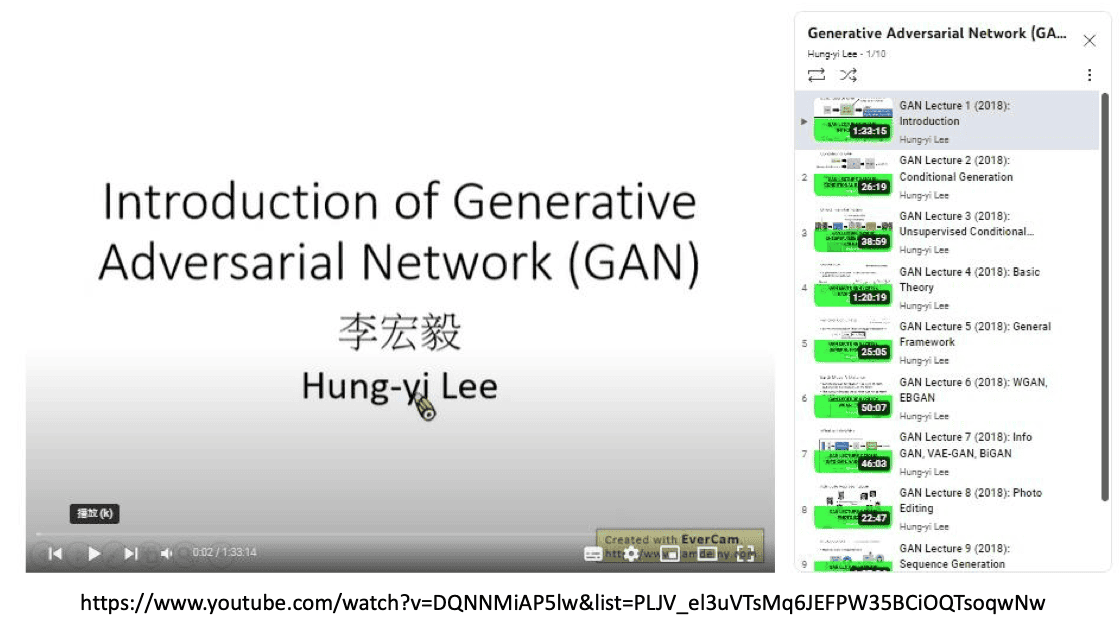 Introduction of Generative
Adversarial Network (GAN)
李宏毅
Hung-yi Lee
播放 (k)
0:02 / 1:33:14
Created with EverCam.
Generative Adversarial Network (GA...
Hung-yi Lee - 1/10
1:33:15
GAN Lecture 1 (2018):
Introduction
Hung-yi Lee
2
26:19
GAN Lecture 2 (2018):
Conditional Generation
Hung-yi Lee
3
38:59
GAN Lecture 3 (2018):
Unsupervised Conditional...
Hung-yi Lee
4
1:20:19
GAN Lecture 4 (2018): Basic
Theory
Hung-yi Lee
5
25:05
GAN Lecture 5 (2018): General
Framework
Hung-yi Lee
6
50:07
GAN Lecture 6 (2018): WGAN,
EBGAN
Hung-yi Lee
7
46:03
GAN Lecture 7 (2018): Info
GAN, VAE-GAN, BiGAN
Hung-yi Lee
8
22:47
GAN Lecture 8 (2018): Photo
Editing
Hung-yi Lee
9
GAN Lecture 9 (2018):
Sequence Generation
https://www.youtube.com/watch?v=DQNNMiAP5lw&list=PLJV_el3uVTsMq6JEFPW35BCiOQTsoqwNw